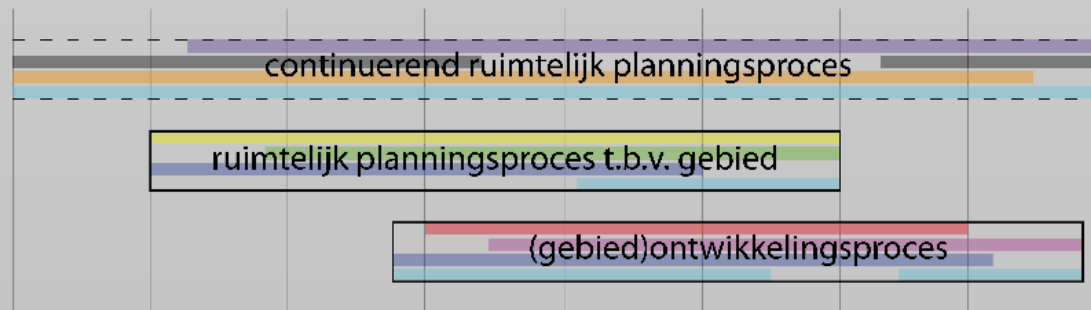 continuerend ruimtelijk planningsproces
ruimtelijk planningsproces t.b.v. gebied
(gebied)ontwikkelingsproces